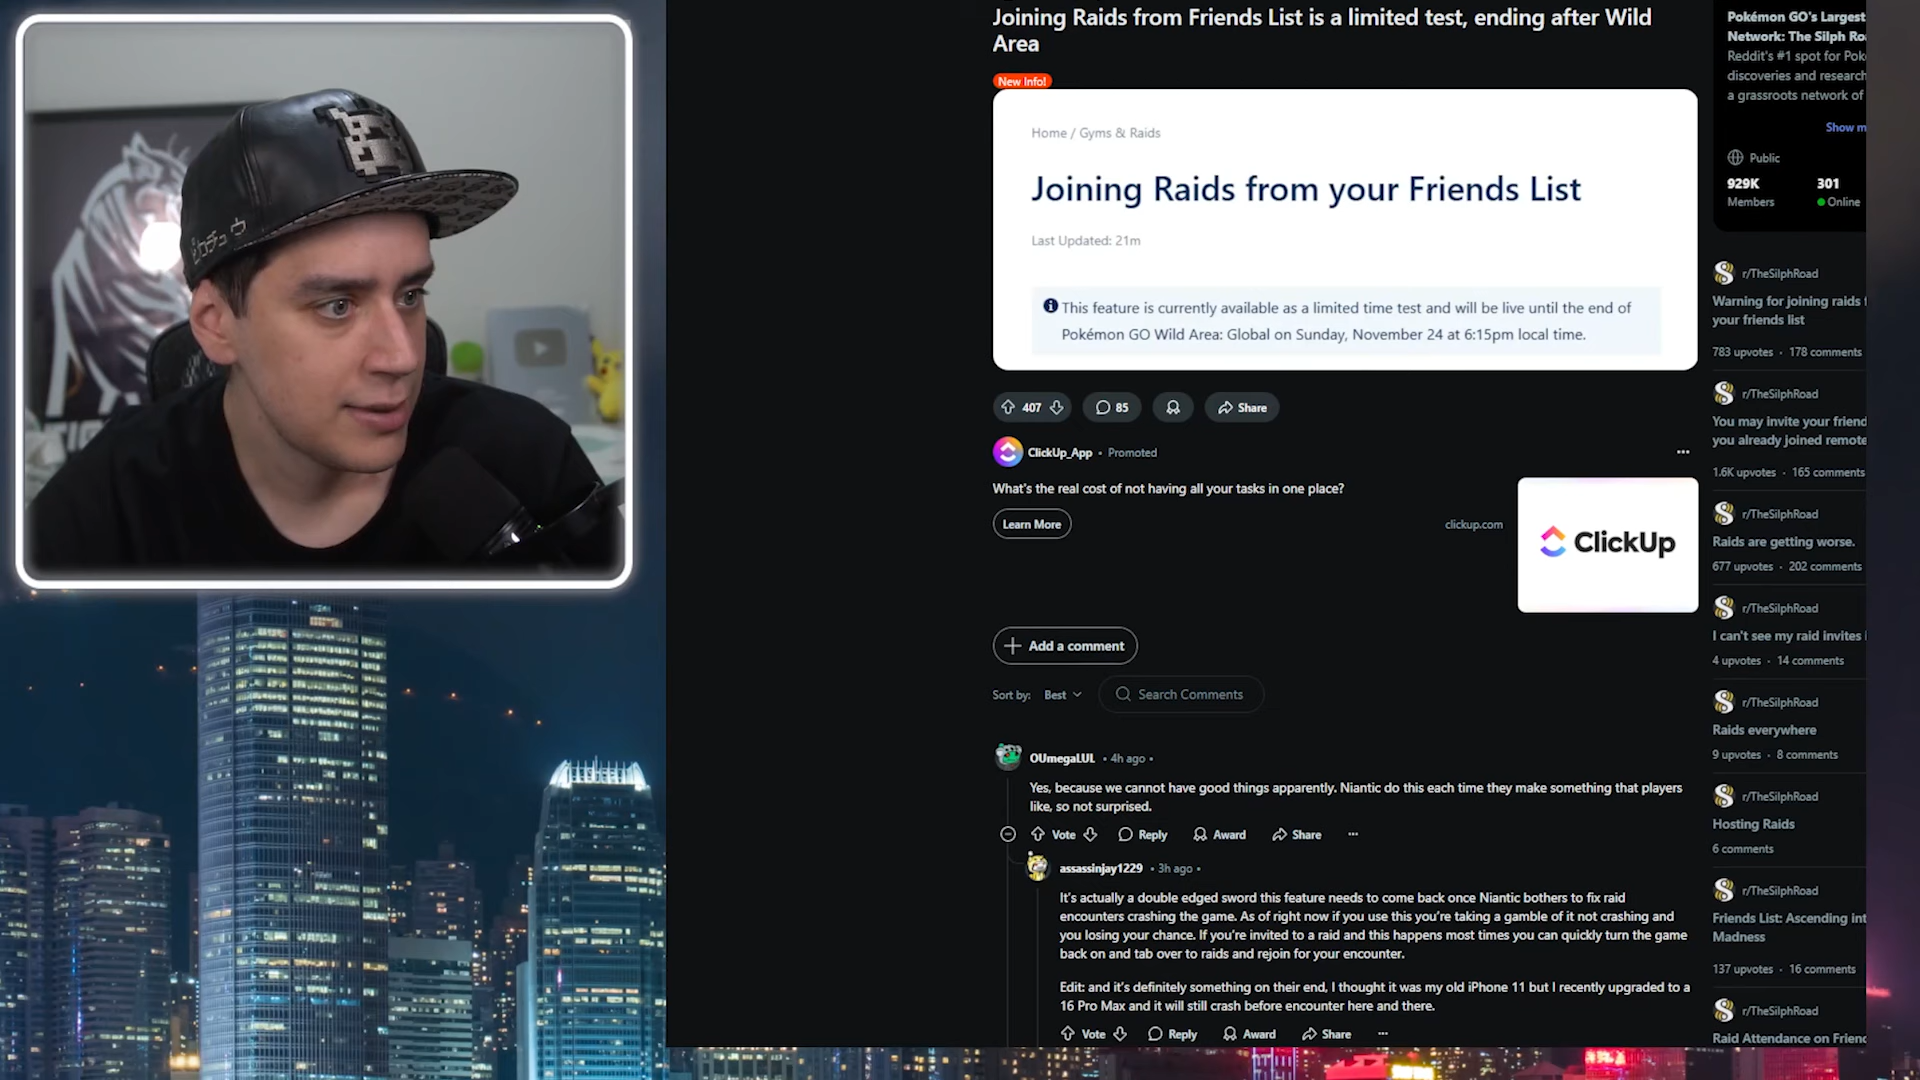 Joining Raids from Friends List is a limited test, ending after Wild
Area
New Info!
Home / Gyms & Raids
Joining Raids from your Friends List
Last Updated: 21m
This feature is currently available as a limited time test and will be live until the end of
Pokémon GO Wild Area: Global on Sunday, November 24 at 6:15pm local time.
407
85
Share
ClickUp_App • Promoted
What's the real cost of not having all your tasks in one place?
Learn More
clickup.com
ClickUp
Add a comment
Sort by: Best
Search Comments
OUmegaLUL • 4h ago •
Yes, because we cannot have good things apparently. Niantic do this each time they make something that players
like, so not surprised.
Vote Reply Award Share
assassinjay1229 • 3h ago •
It's actually a double edged sword this feature needs to come back once Niantic bothers to fix raid
encounters crashing the game. As of right now if you use this you're taking a gamble of it not crashing and
you losing your chance. If you're invited to a raid and this happens most times you can quickly turn the game
back on and tab over to raids and rejoin for your encounter.
Edit: and it's definitely something on their end, I thought it was my old iPhone 11 but I recently upgraded to a
16 Pro Max and it will still crash before encounter here and there.
Vote Reply Award Share
Pokémon GO's Largest
Network: The Silph Ro
Reddit's #1 spot for Pok
discoveries and research
a grassroots network of
Show m
Public
929K 301
Members Online
r/TheSilphRoad
Warning for joining raids f
your friends list
783 upvotes • 178 comments
r/TheSilphRoad
You may invite your friend
you already joined remote
1.6K upvotes • 165 comments
r/TheSilphRoad
Raids are getting worse.
677 upvotes • 202 comments
r/TheSilphRoad
I can't see my raid invites
4 upvotes • 14 comments
r/TheSilphRoad
Raids everywhere
9 upvotes • 8 comments
r/TheSilphRoad
Hosting Raids
6 comments
r/TheSilphRoad
Friends List: Ascending int
Madness
137 upvotes • 16 comments
r/TheSilphRoad
Raid Attendance on Frienc